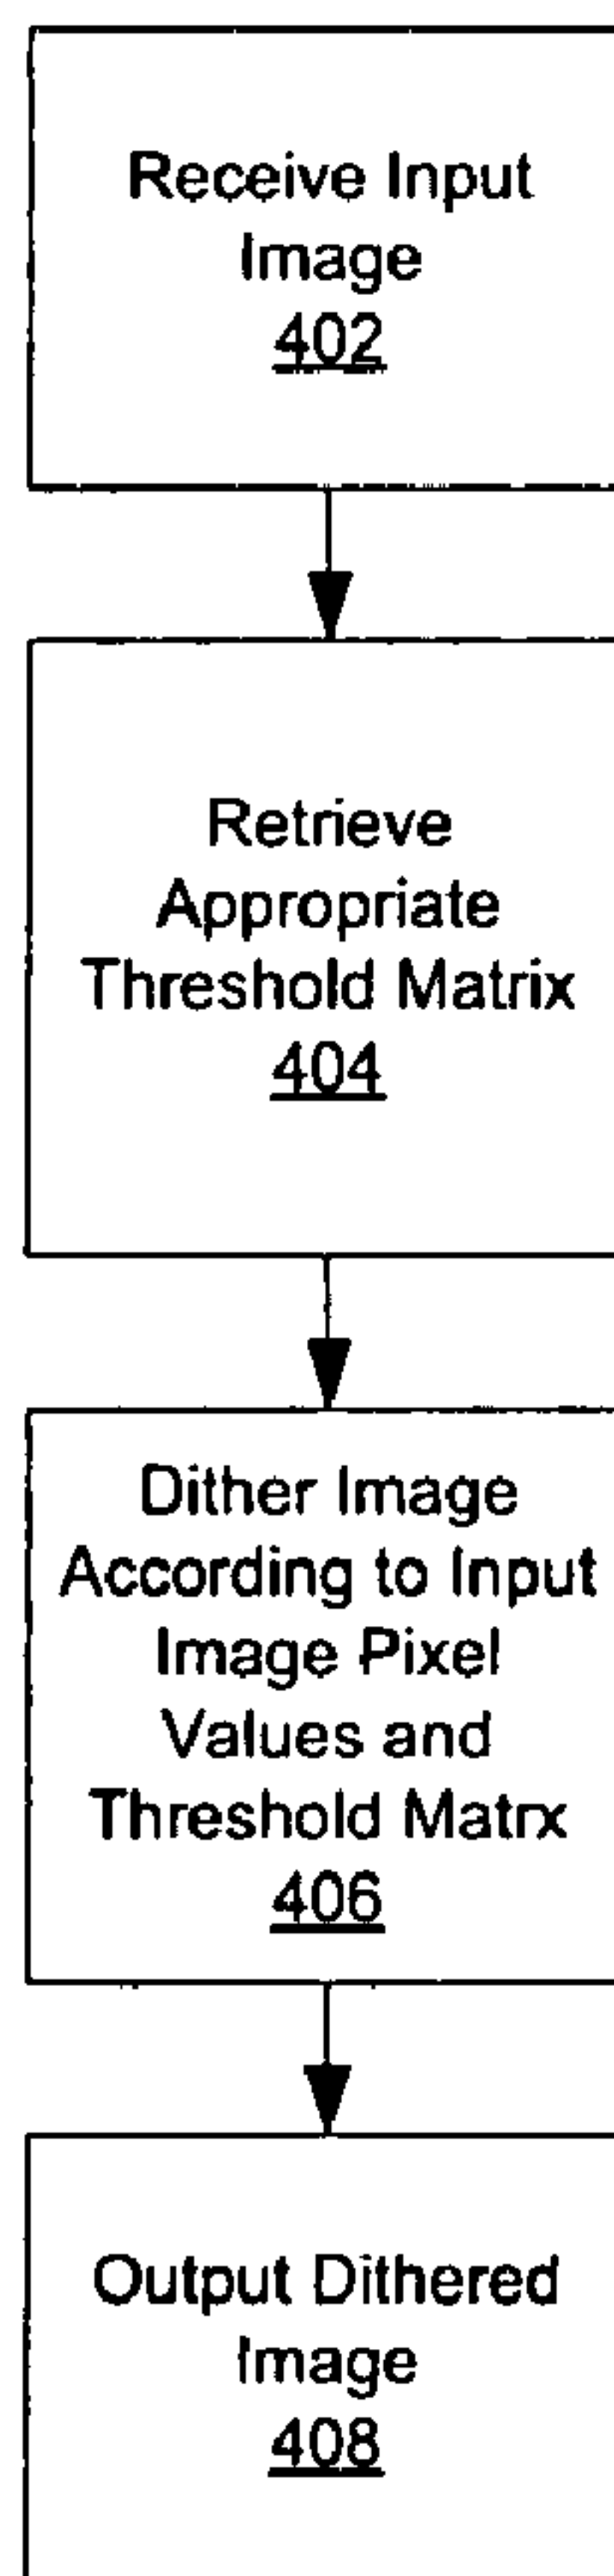 Receive Input
Image
402
Retrieve
Appropriate
Threshold Matrix
404
Dither Image
According to Input
Image Pixel
Values and
Threshold Matrx
406
Output Dithered
Image
408